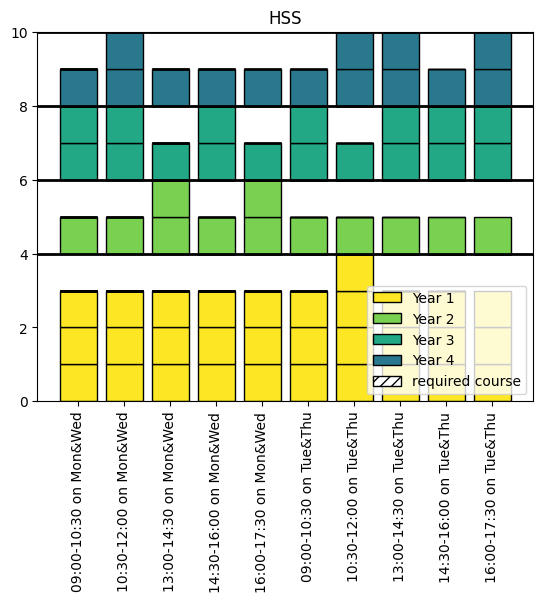 HSS
10
8
6
4
2
0
Year 1
Year 2
Year 3
Year 4
required course
09:00-10:30 on Mon&Wed
10:30-12:00 on Mon&Wed
13:00-14:30 on Mon&Wed
14:30-16:00 on Mon&Wed
16:00-17:30 on Mon&Wed
09:00-10:30 on Tue&Thu
10:30-12:00 on Tue&Thu
13:00-14:30 on Tue&Thu
14:30-16:00 on Tue&Thu
16:00-17:30 on Tue&Thu